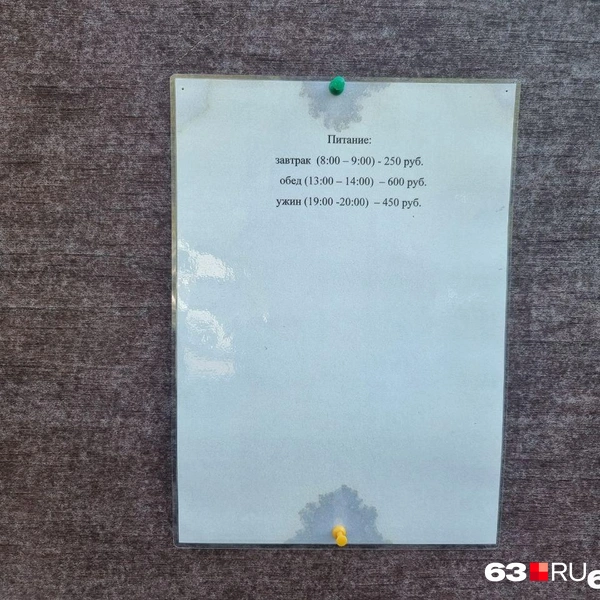 Питание:
завтрак (8:00 – 9:00) - 250 руб.
обед (13:00 – 14:00) – 600 руб.
ужин (19:00 -20:00) – 450 руб.
63 RU